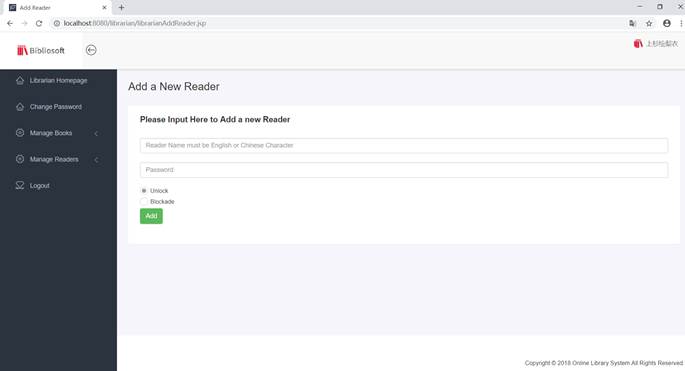 Add Reader
localhost:8080/librarian/librarianAddReader.jsp
Bibliosoft
上杉绘梨衣
Librarian Homepage
Change Password
Manage Books
Manage Readers
Logout
Add a New Reader
Please Input Here to Add a new Reader
Reader Name must be English or Chinese Character
Password
Unlock
Blockade
Add
Copyright © 2018 Online Library System All Rights Reserved